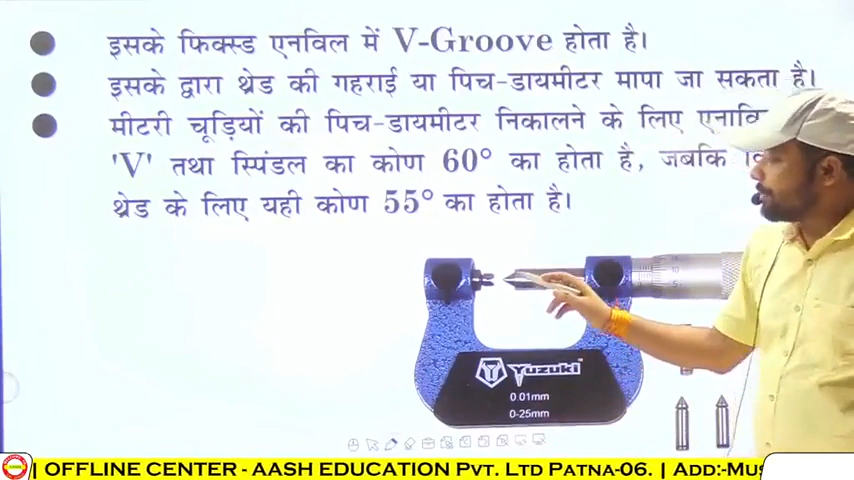 इसके फिक्स्ड एनविल में V-Groove होता है।
इसके द्वारा थ्रेड की गहराई या पिच-डायमीटर मापा जा सकता है।
मीटरी चूड़ियों की पिच-डायमीटर निकालने के लिए
'V' तथा स्पिंडल का कोण 60° का होता है, जबकि
थ्रेड के लिए यही कोण 55° का होता है।
Yuzuki
0.01mm
0-25mm
| OFFLINE CENTER - AASH EDUCATION PVT. LTD PATNA-06. | ADD:-